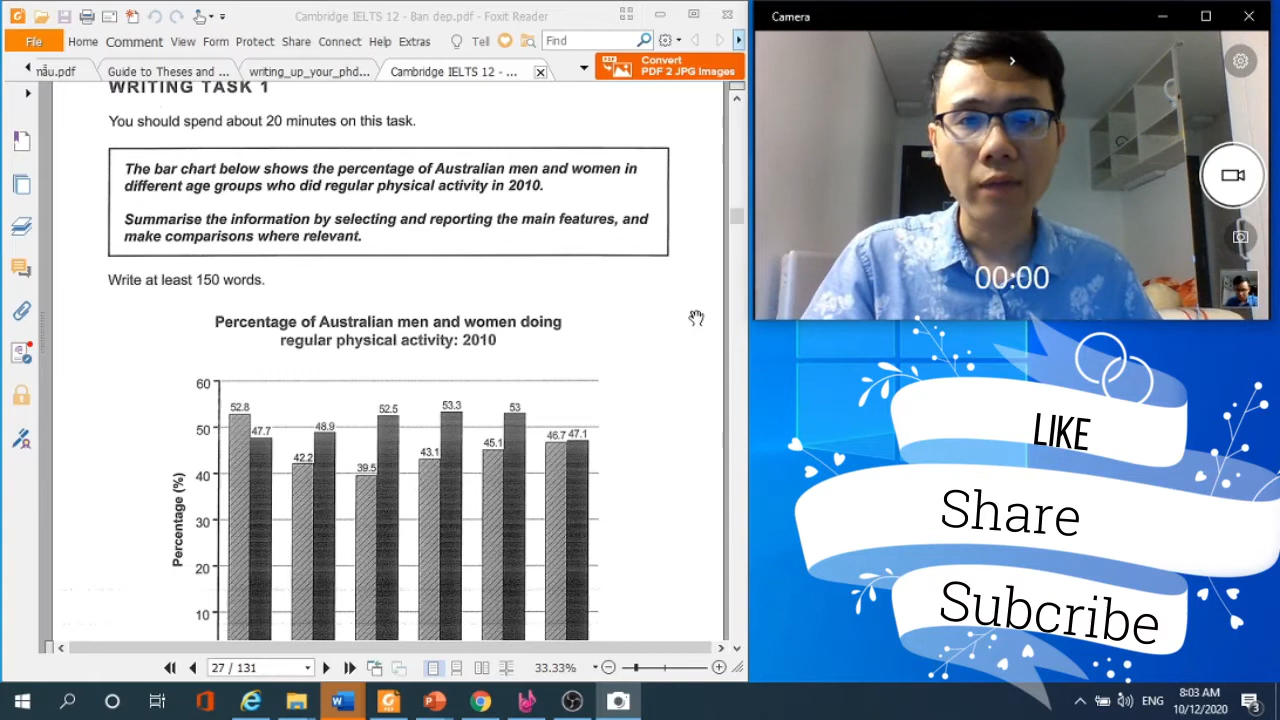 Cambridge IELTS 12 - Ban dep.pdf - Foxit Reader
File Home Comment View Form Protect Share Connect Help Extras Tell Find
mau.pdf Guide to Theses and ... writing_up_your_phd... Cambridge IELTS 12 - ...
Convert
PDF 2 JPG Images
WRITING TASK 1
You should spend about 20 minutes on this task.
The bar chart below shows the percentage of Australian men and women in
different age groups who did regular physical activity in 2010.
Summarise the information by selecting and reporting the main features, and
make comparisons where relevant.
Write at least 150 words.
Percentage of Australian men and women doing
regular physical activity: 2010
Percentage (%)
60
50
40
30
20
10
52.8 47.7
42.2 48.9
39.5 52.5
43.1 53.3
45.1 53
46.7 47.1
27 / 131
33.33%
Camera
00:00
LIKE
Share
Subcribe
ENG
8:03 AM
10/12/2020
3